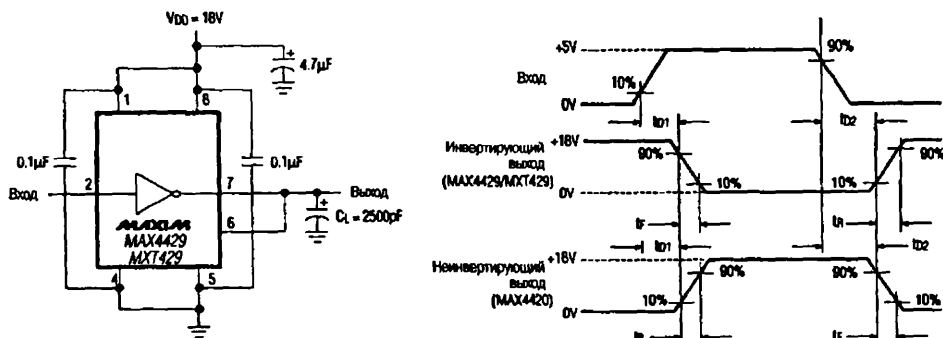 VDD = 18V
4.7µF
1
8
0.1µF
0.1µF
Вход
2
7
Выход
CL = 2500pF
6
MAXIM
MAX4429
MXT429
4
5
+5V
90%
Вход
10%
0V
tD1
tD2
+18V
Инвертирующий
выход
(MAX4429/MXT429)
90%
90%
0V
10%
10%
tF
tR
tD1
tD2
+18V
Неинвертирующий
выход
(MAX4420)
90%
90%
10%
10%
0V
tR
tF